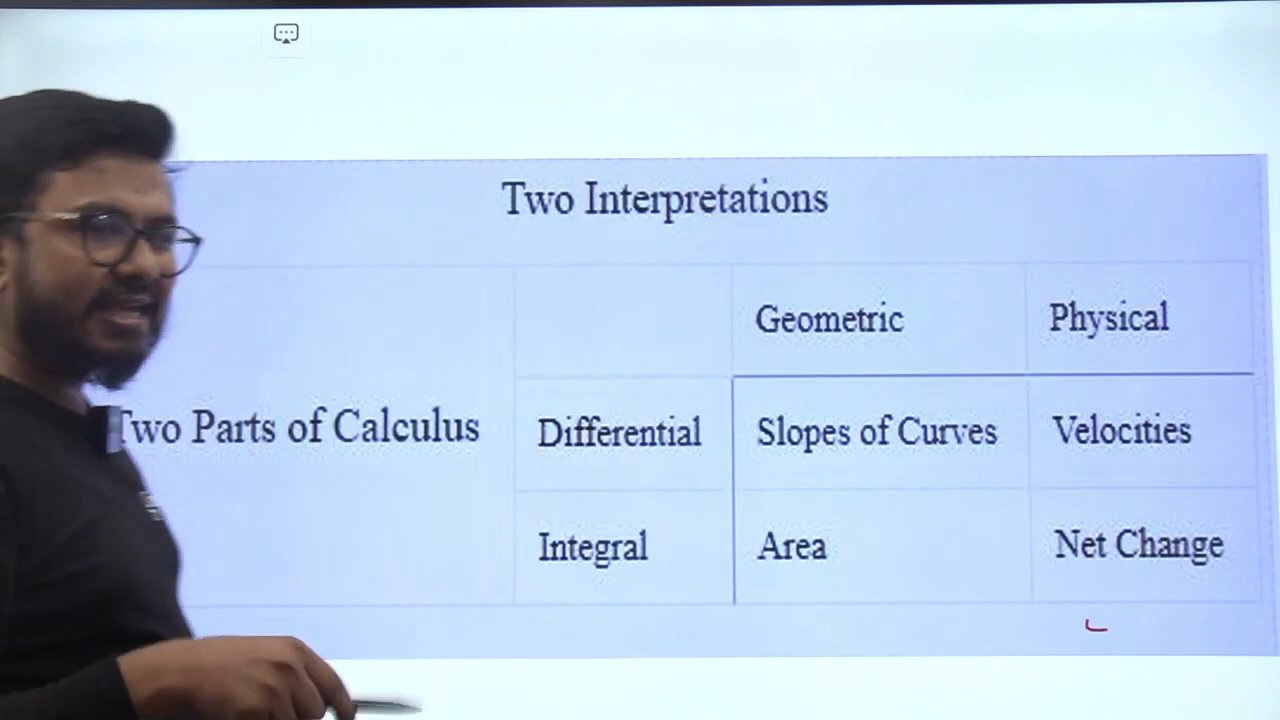 Two Interpretations
Geometric Physical
Two Parts of Calculus Differential Slopes of Curves Velocities
Integral Area Net Change